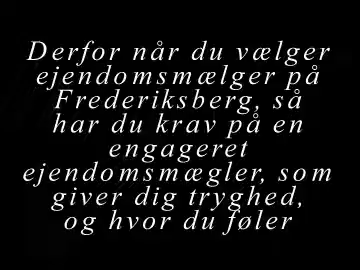 Derfor når du vælger
ejendomsmælger på
Frederiksberg, så
har du krav på en
engageret
ejendomsmægler, som
giver dig tryghed,
og hvor du føler